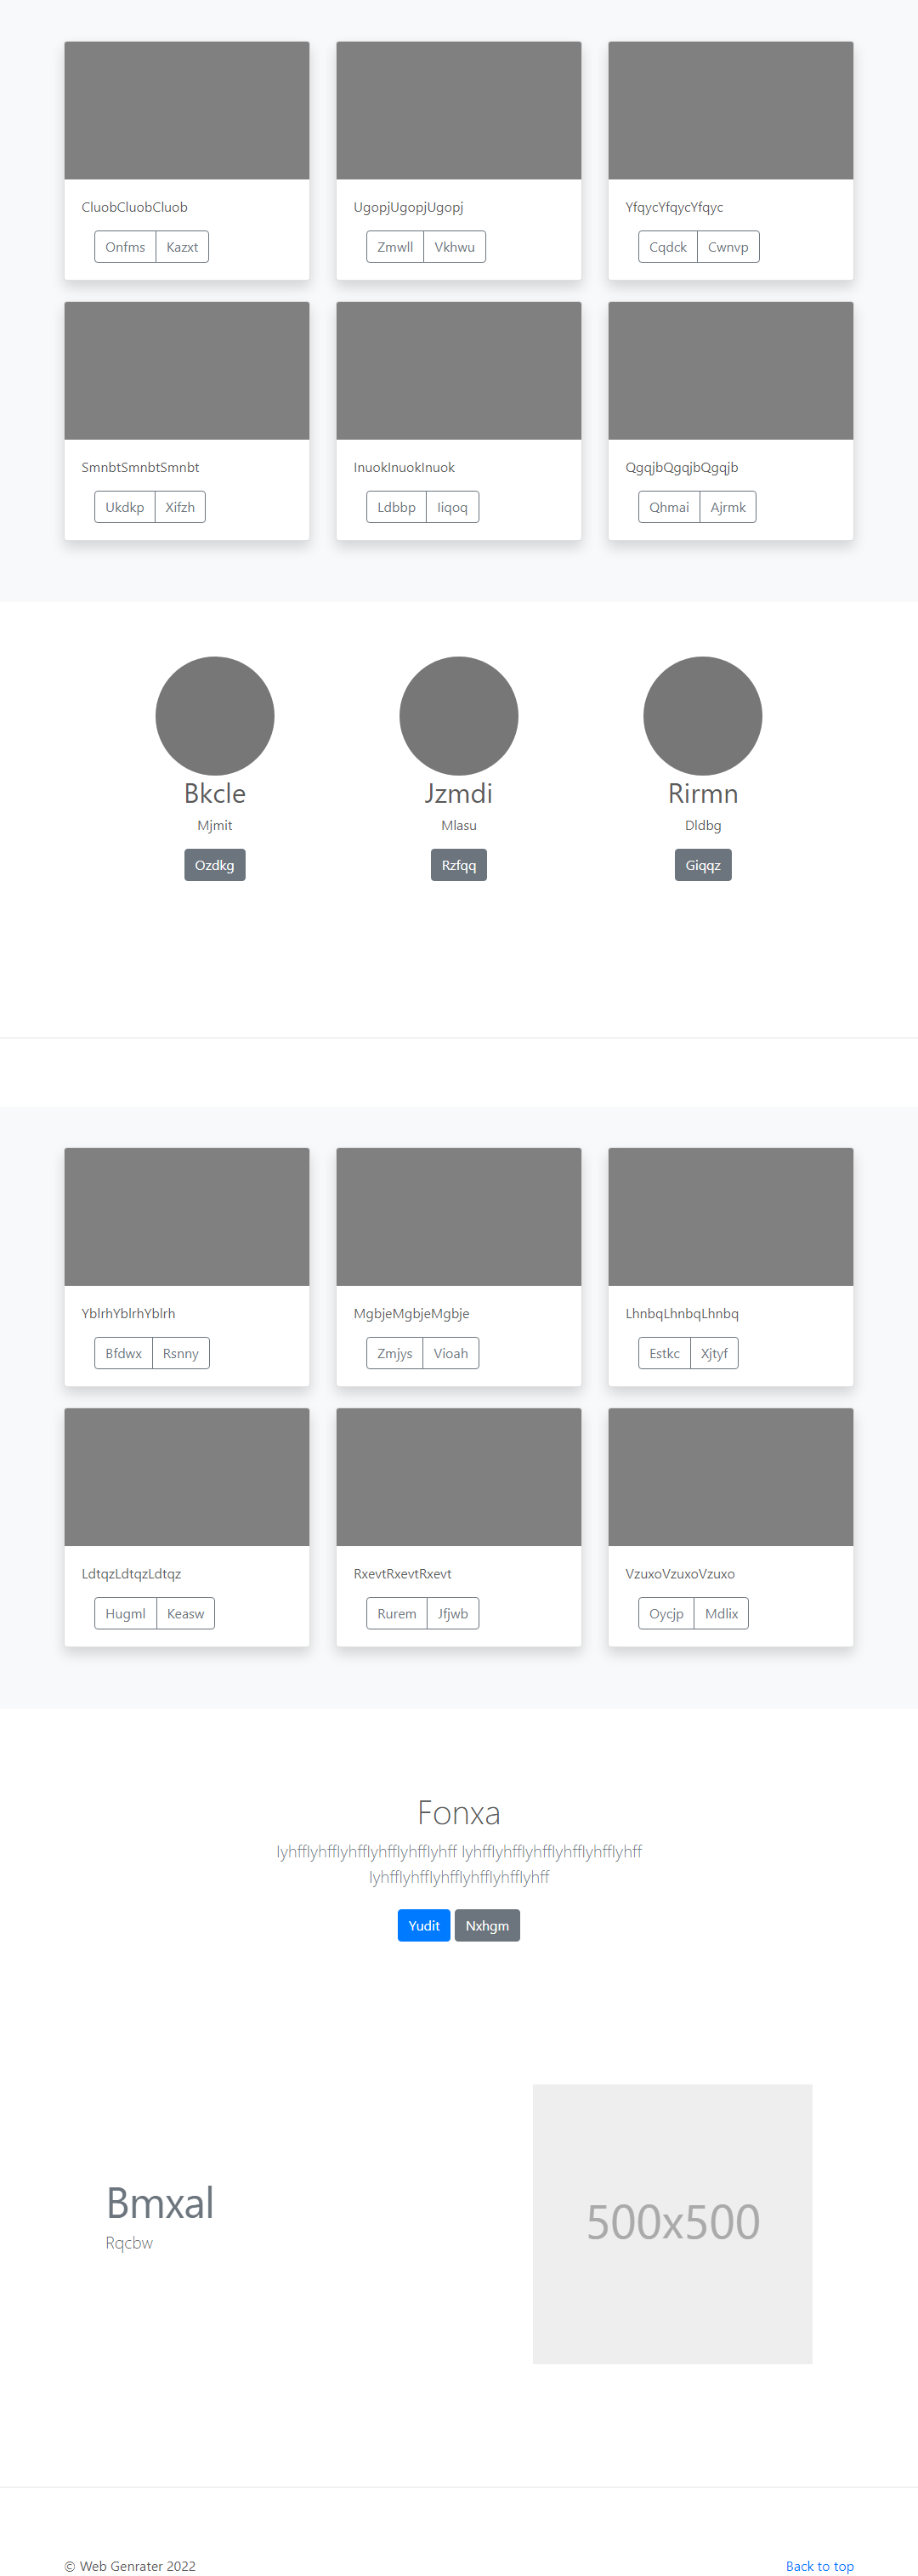 CluobCluobCluob
UgopjUgopjUgopj
YfqycYfqycYfqyc
Onfms Kazxt
Zmwll Vkhwu
Cqdck Cwnvp
SmnbtSmnbtSmnbt
InuokInuokInuok
QgqjbQgqjbQgqjb
Ukdkp Xifzh
Ldbbp Iiqoq
Qhmai Ajrmk
Bkcle
Jzmdi
Rirmn
Mjmit
Mlasu
Dldbg
Ozdkg
Rzfqq
Giqqz
YblrhYblrhYblrh
MgbjeMgbjeMgbje
LhnbqLhnbqLhnbq
Bfdwx Rsnny
Zmjys Vioah
Estkc Xjtyf
LdtqzLdtqzLdtqz
RxevtRxevtRxevt
VzuxoVzuxoVzuxo
Hugml Keasw
Rurem Jfjwb
Oycjp Mdlix
Fonxa
IyhffIyhffIyhffIyhffIyhffIyhff IyhffIyhffIyhffIyhffIyhffIyhff
IyhffIyhffIyhffIyhffIyhffIyhff
Yudit Nxhgm
Bmxal
Rqcbw
500x500
© Web Genrater 2022
Back to top